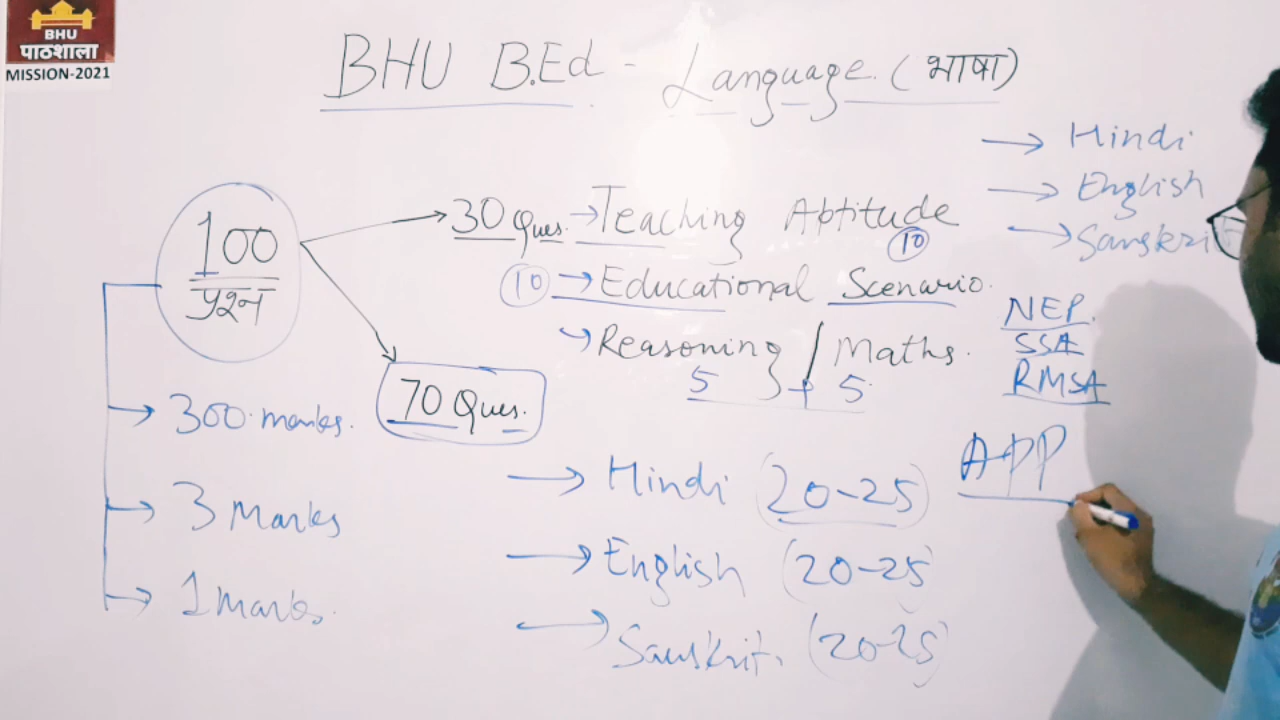 BHU
पाठशाला
MISSION-2021
BHU B.Ed - Language (भाषा)
→ Hindi
→ English
→ Sanskrit
100
प्रश्न
→ 300 marks.
→ 3 Marks
→ 1 marks.
30 Ques. → Teaching Aptitude
10
10 → Educational Scenario.
→ Reasoning / Maths.
5 + 5
NEP.
SSA
RMSA
70 Ques.
→ Hindi (20-25)
→ English (20-25)
→ Sanskrit. (20-25)
APP